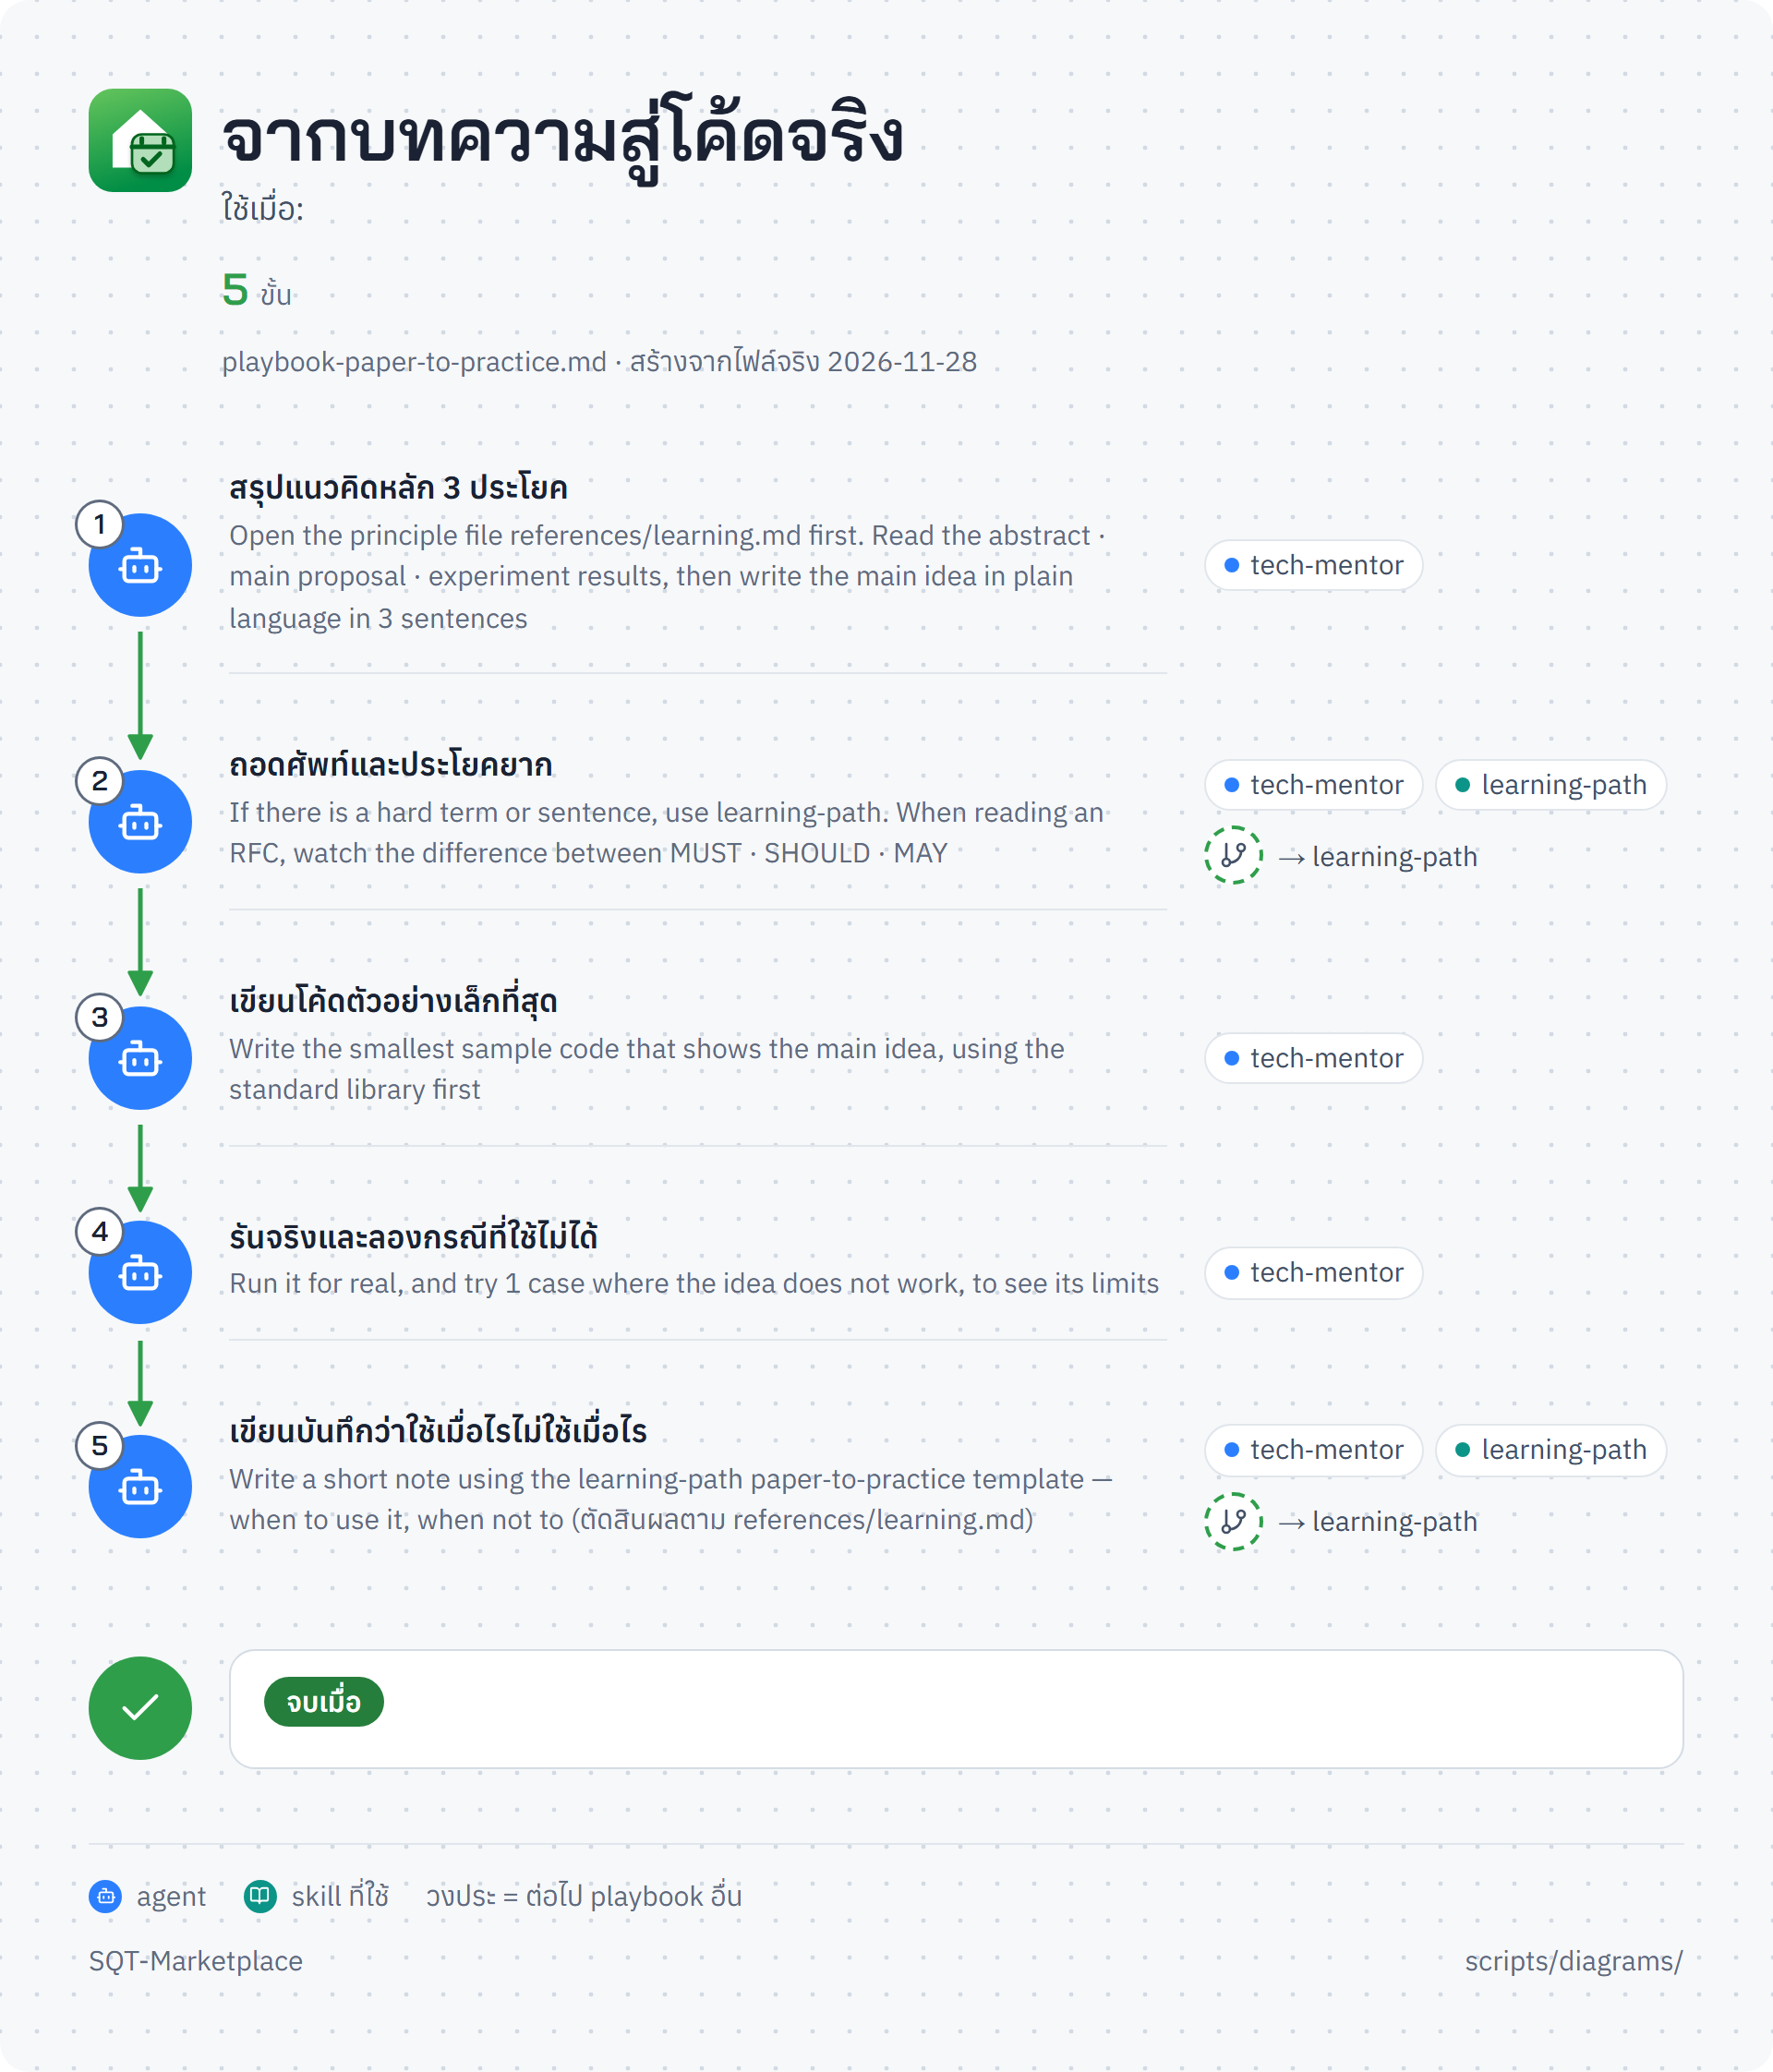 จากบทความสู่โค้ดจริง
ใช้เมื่อ:
5 ขั้น
playbook-paper-to-practice.md · สร้างจากไฟล์จริง 2026-11-28
1
สรุปแนวคิดหลัก 3 ประโยค
Open the principle file references/learning.md first. Read the abstract ·
main proposal · experiment results, then write the main idea in plain
language in 3 sentences
tech-mentor
2
ถอดศัพท์และประโยคยาก
If there is a hard term or sentence, use learning-path. When reading an
RFC, watch the difference between MUST · SHOULD · MAY
tech-mentor learning-path
→ learning-path
3
เขียนโค้ดตัวอย่างเล็กที่สุด
Write the smallest sample code that shows the main idea, using the
standard library first
tech-mentor
4
รันจริงและลองกรณีที่ใช้ไม่ได้
Run it for real, and try 1 case where the idea does not work, to see its limits
tech-mentor
5
เขียนบันทึกว่าใช้เมื่อไรไม่ใช้เมื่อไร
Write a short note using the learning-path paper-to-practice template —
when to use it, when not to (ตัดสินผลตาม references/learning.md)
tech-mentor learning-path
→ learning-path
จบเมื่อ
agent skill ที่ใช้ วงประ = ต่อไป playbook อื่น
SQT-Marketplace scripts/diagrams/